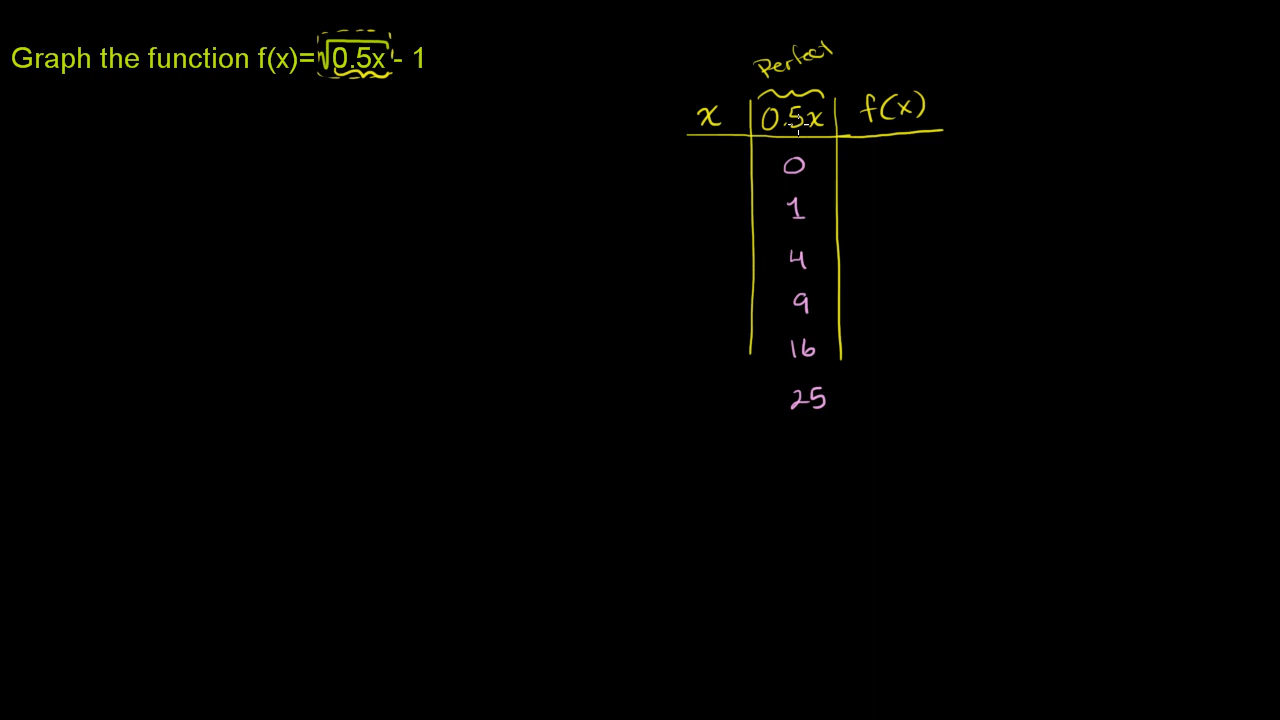 Graph the function f(x)=√0.5x - 1
Perfect
x 0.5x f(x)
0
1
4
9
16
25